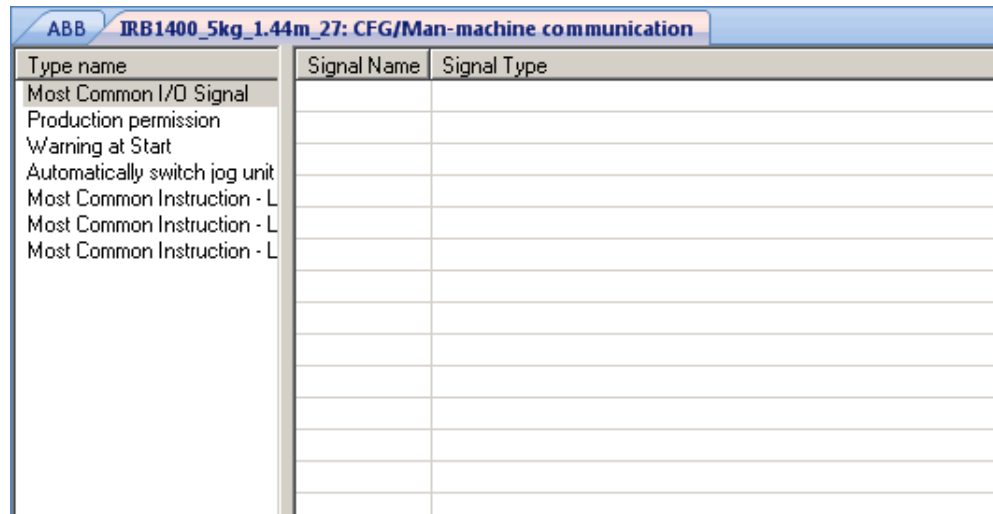 ABB IRB1400_5kg_1.44m_27: CFG/Man-machine communication
Type name Signal Name Signal Type
Most Common I/O Signal
Production permission
Warning at Start
Automatically switch jog unit
Most Common Instruction - L
Most Common Instruction - L
Most Common Instruction - L